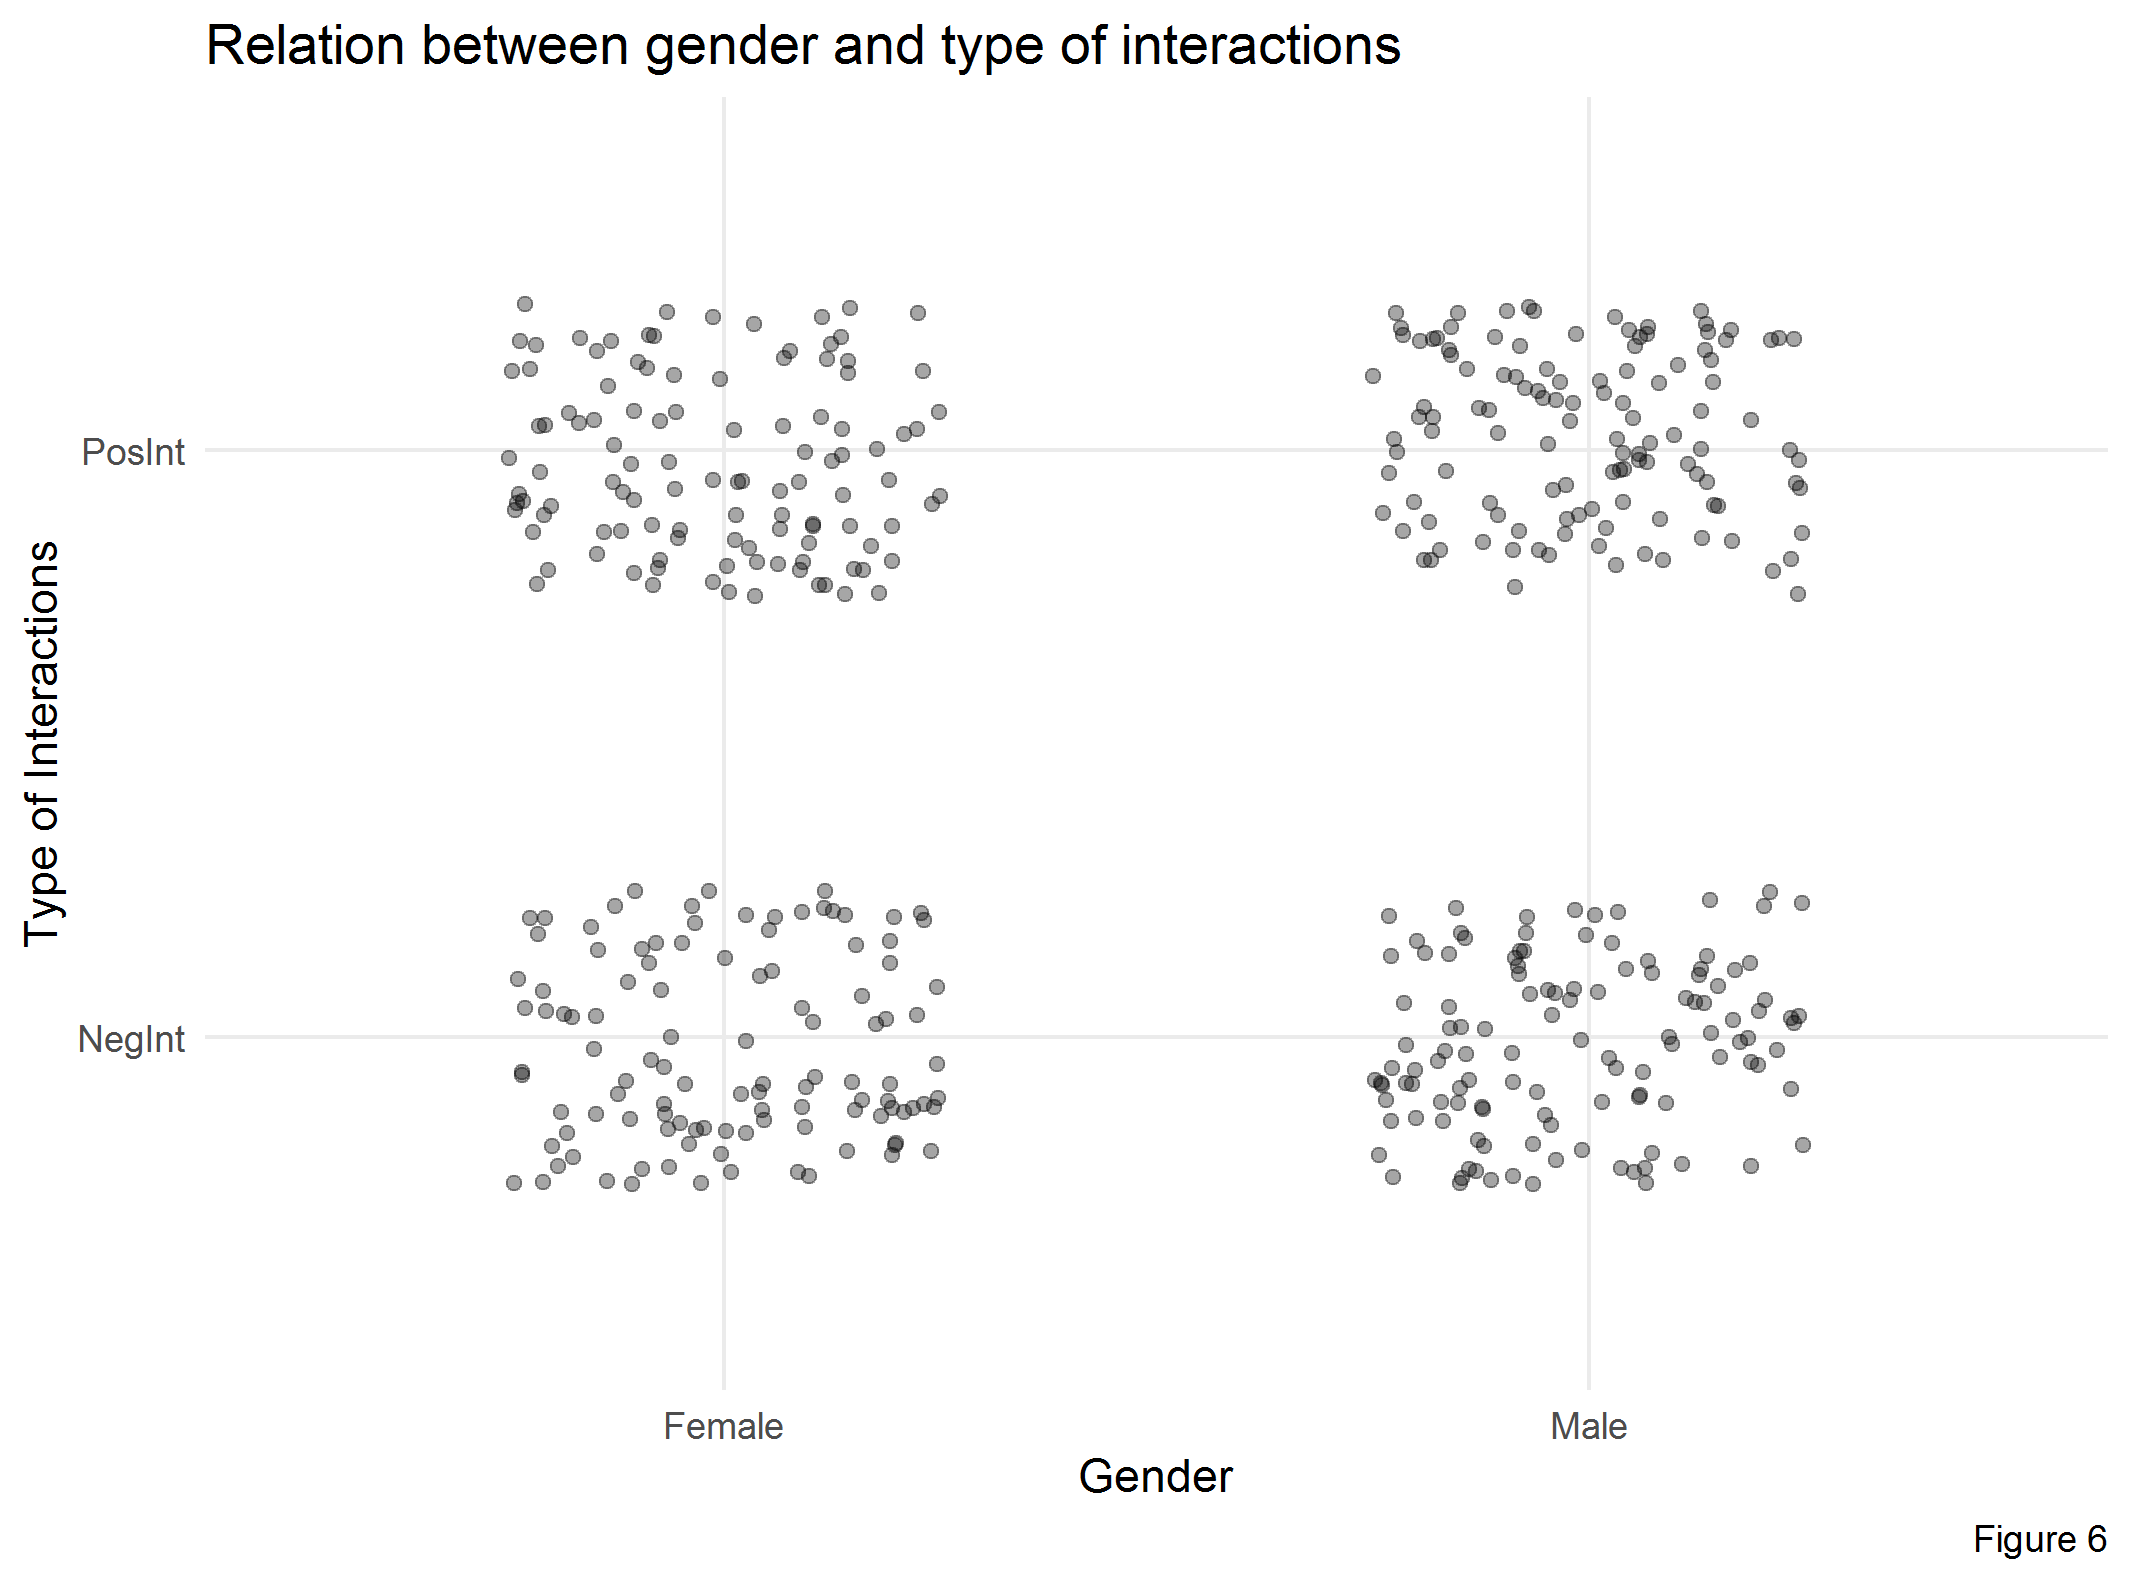 Relation between gender and type of interactions
Type of Interactions
PosInt
NegInt
Female
Male
Gender
Figure 6